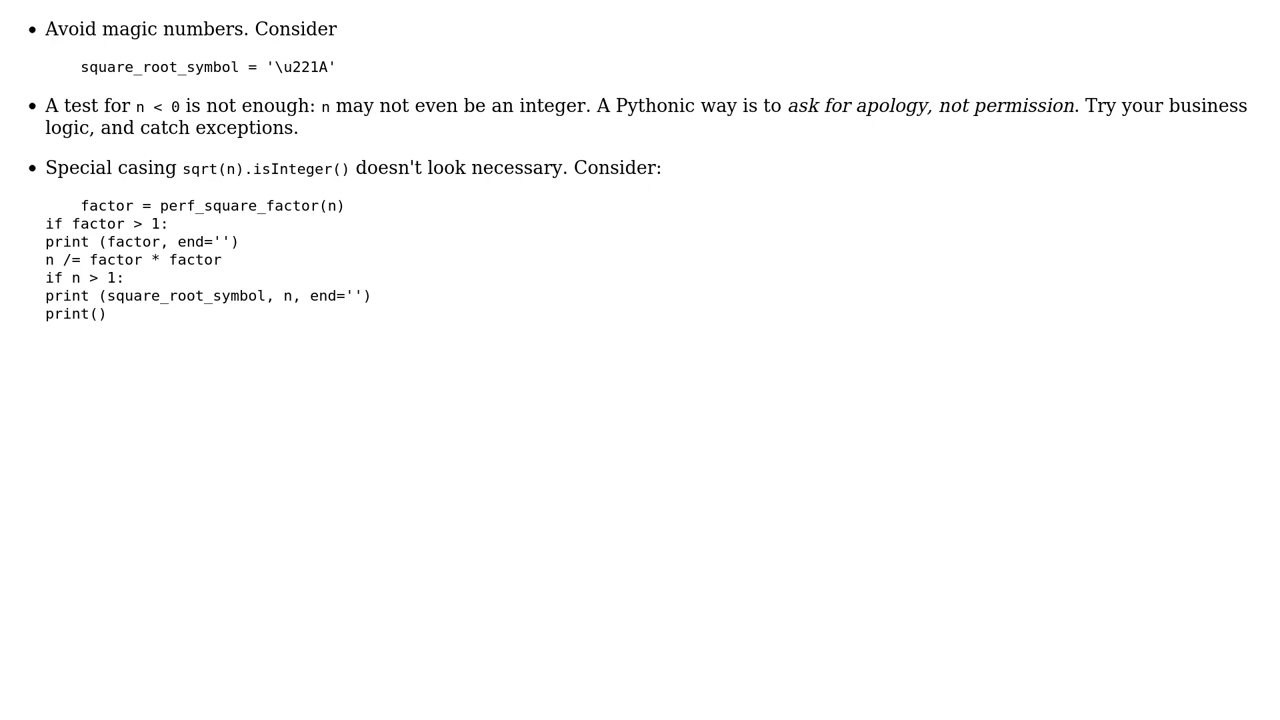 • Avoid magic numbers. Consider
square_root_symbol = '\u221A'
• A test for n < 0 is not enough: n may not even be an integer. A Pythonic way is to ask for apology, not permission. Try your business
logic, and catch exceptions.
• Special casing sqrt(n).isInteger() doesn't look necessary. Consider:
    factor = perf_square_factor(n)
if factor > 1:
print (factor, end='')
n /= factor * factor
if n > 1:
print (square_root_symbol, n, end='')
print()